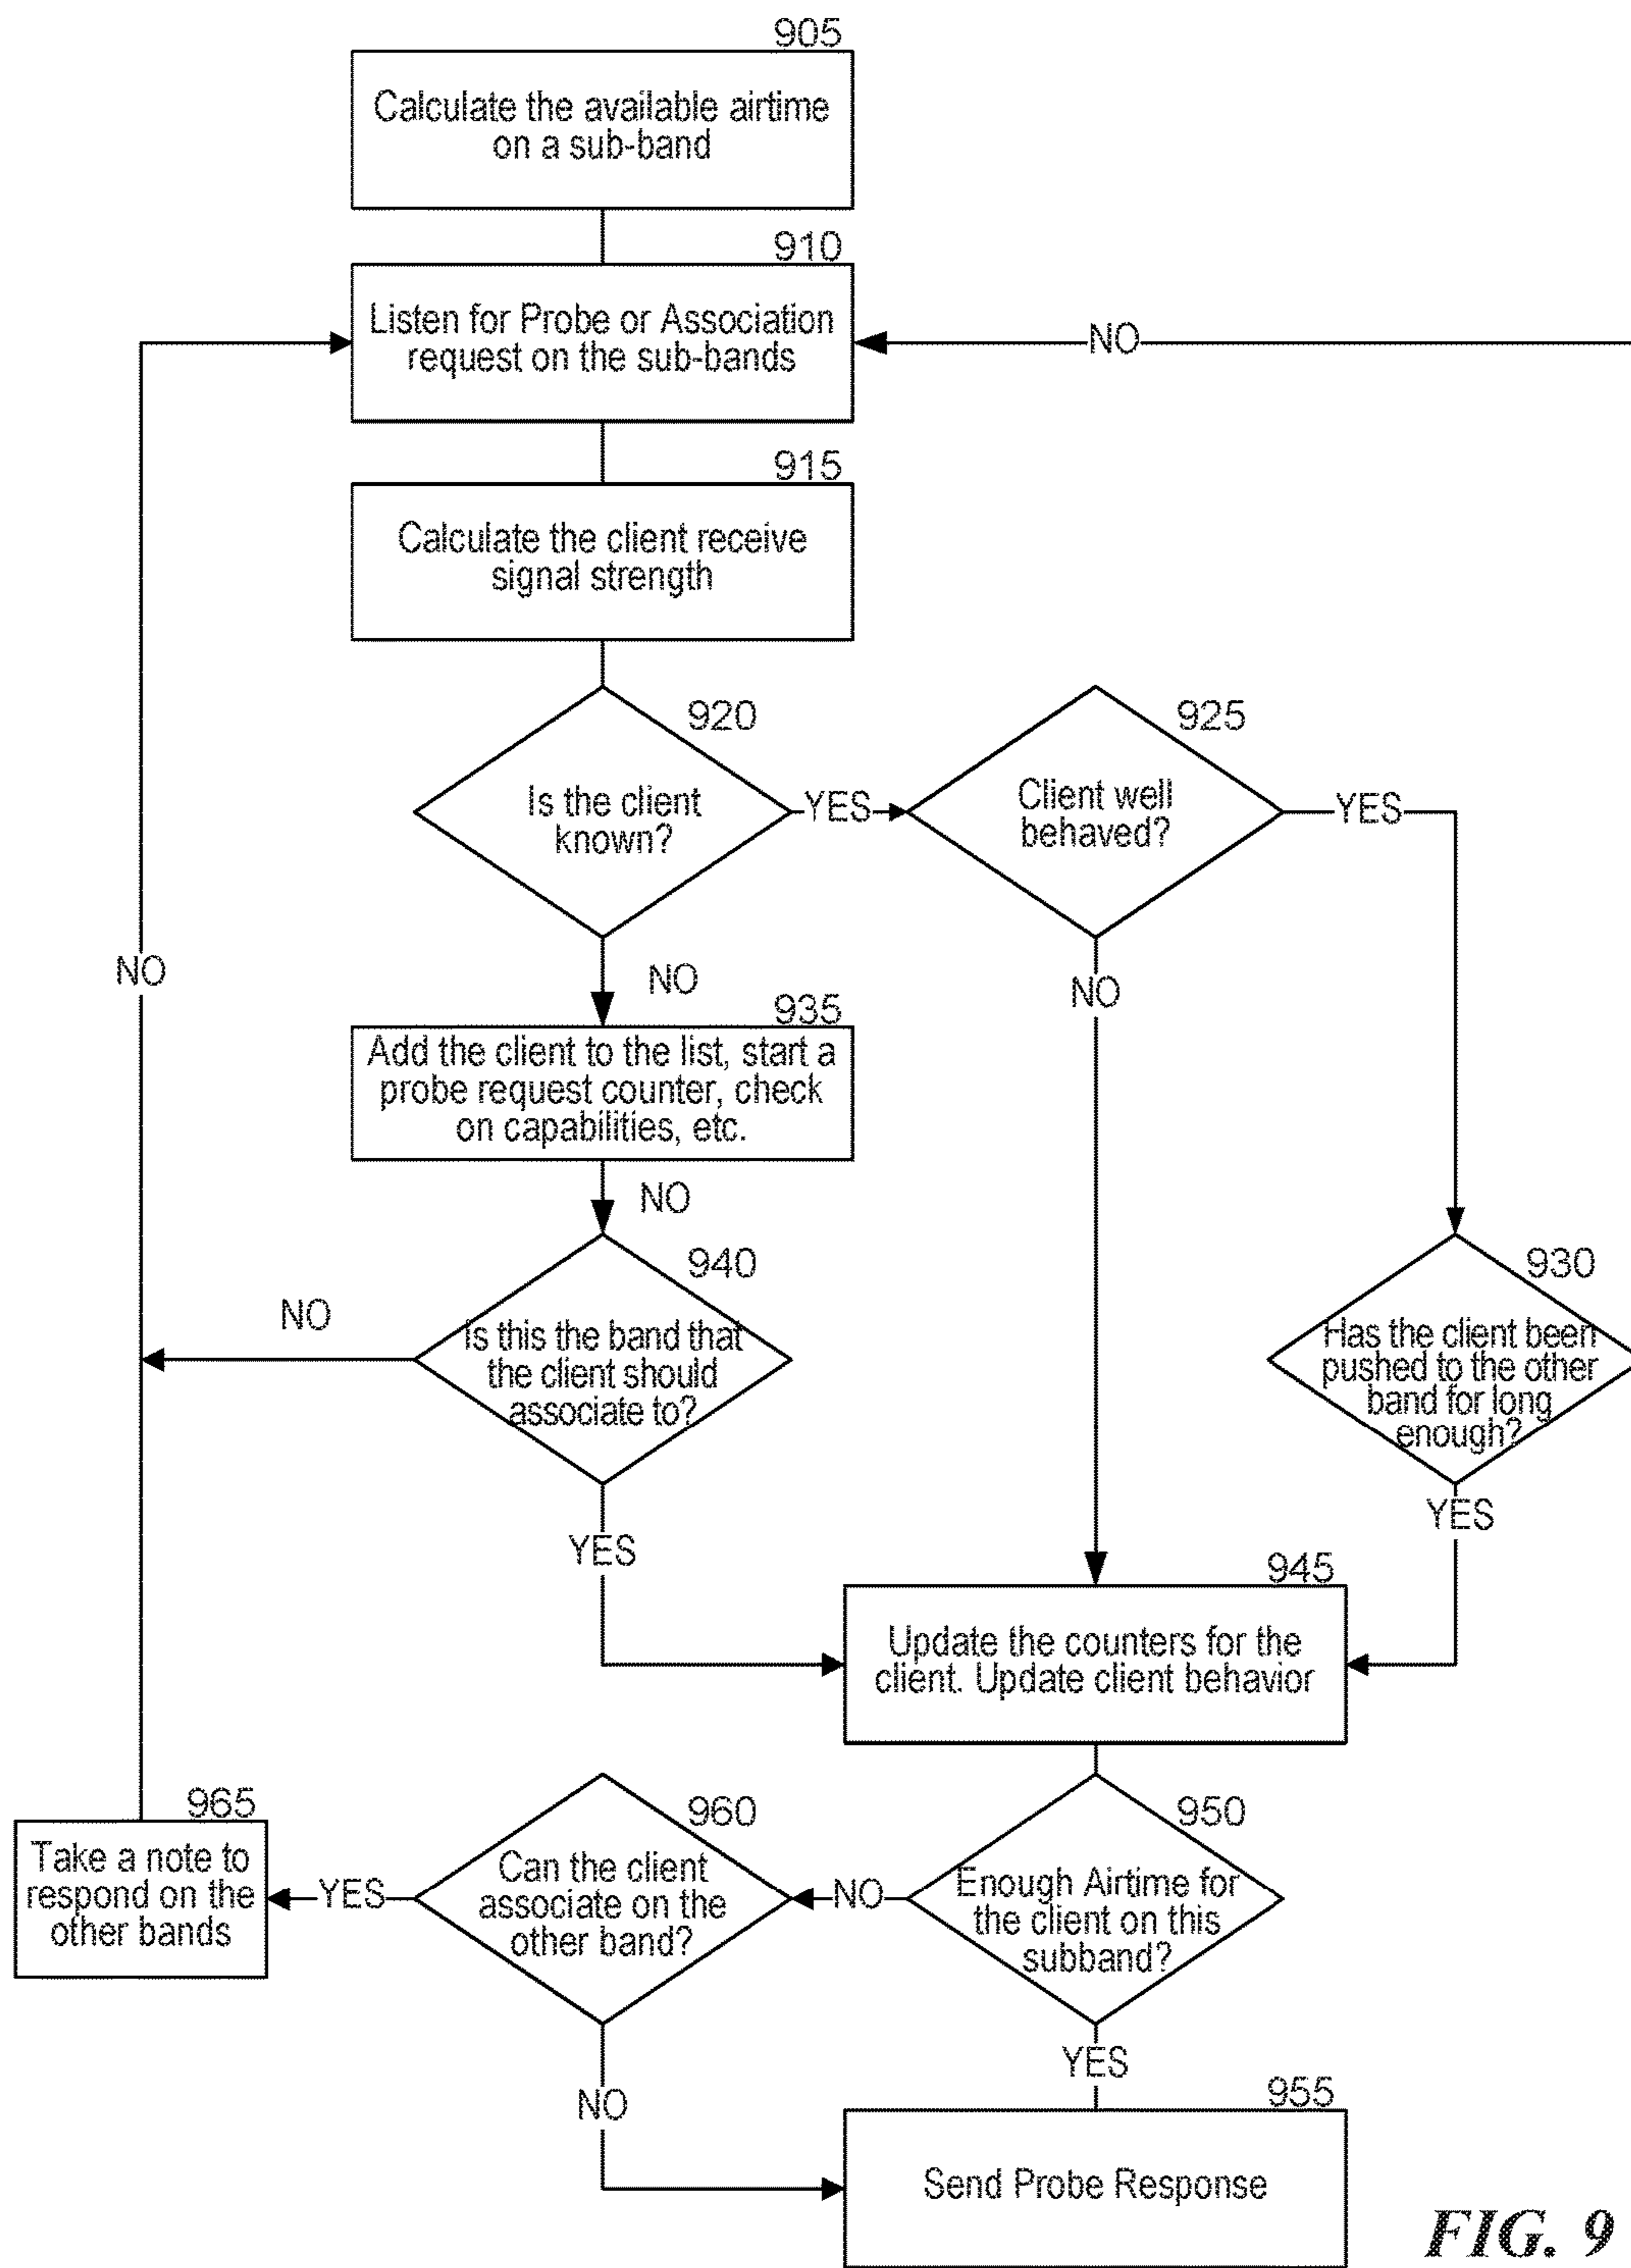 905
Calculate the available airtime
on a sub-band
910
Listen for Probe or Association
request on the sub-bands
NO
915
Calculate the client receive
signal strength
920
Is the client
known?
YES
925
Client well
behaved?
YES
NO
NO
NO
935
Add the client to the list, start a
probe request counter, check
on capabilities, etc.
NO
940
Is this the band that
the client should
associate to?
NO
YES
930
Has the client been
pushed to the other
band for long
enough?
YES
945
Update the counters for the
client. Update client behavior
950
Enough Airtime for
the client on this
subband?
NO
960
Can the client
associate on the
other band?
YES
965
Take a note to
respond on the
other bands
YES
NO
955
Send Probe Response
FIG. 9